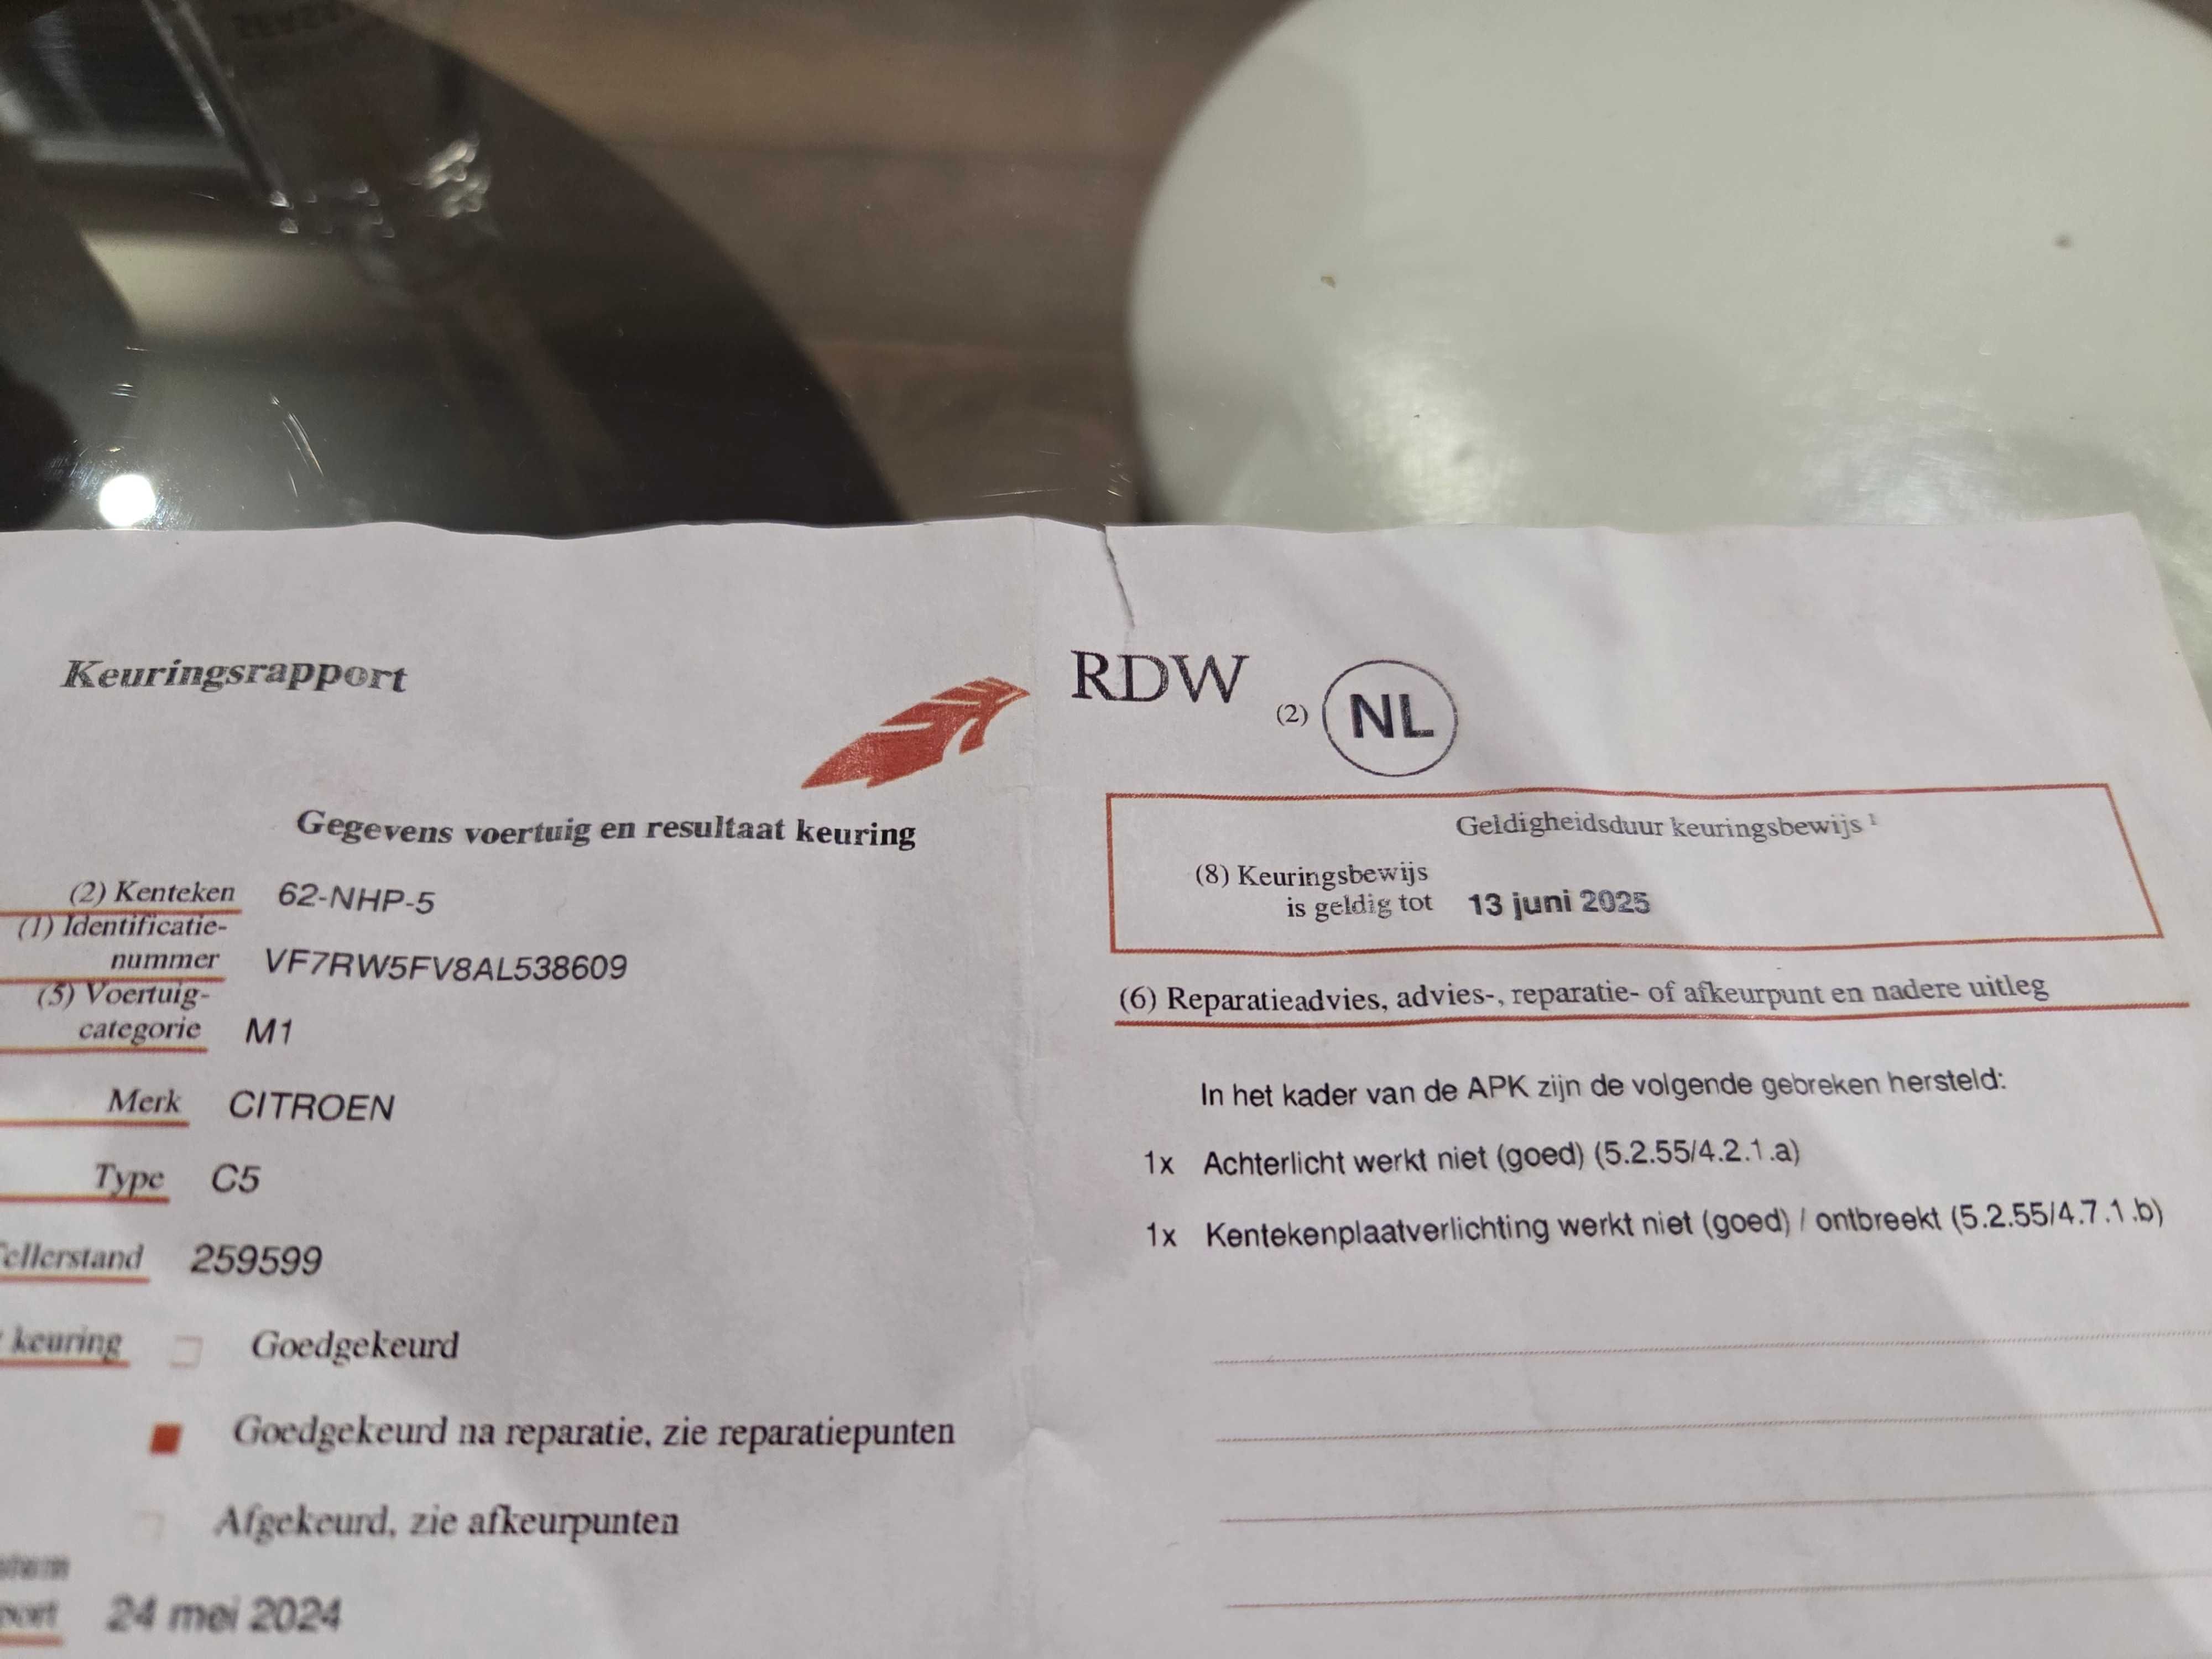 Keuringsrapport
RDW
(2) NL
Gegevens voertuig en resultaat keuring
(2) Kenteken 62-NHP-5
(1) Identificatie-
nummer VF7RW5FV8AL538609
(5) Voertuig-
categorie M1
Merk CITROEN
Type C5
ellerstand 259599
keuring Goedgekeurd
Goedgekeurd na reparatie, zie reparatiepunten
Afgekeurd, zie afkeurpunten
port 24 mei 2024
Geldigheidsduur keuringsbewijs 1
(8) Keuringsbewijs
is geldig tot 13 juni 2025
(6) Reparatieadvies, advies-, reparatie- of afkeurpunt en nadere uitleg
In het kader van de APK zijn de volgende gebreken hersteld:
1x Achterlicht werkt niet (goed) (5.2.55/4.2.1.a)
1x Kentekenplaatverlichting werkt niet (goed) / ontbreekt (5.2.55/4.7.1.b)